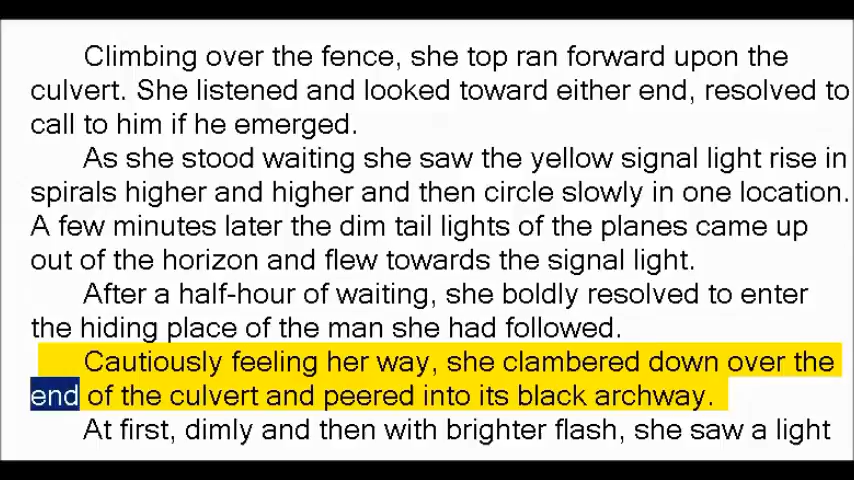 Climbing over the fence, she top ran forward upon the
culvert. She listened and looked toward either end, resolved to
call to him if he emerged.
As she stood waiting she saw the yellow signal light rise in
spirals higher and higher and then circle slowly in one location.
A few minutes later the dim tail lights of the planes came up
out of the horizon and flew towards the signal light.
After a half-hour of waiting, she boldly resolved to enter
the hiding place of the man she had followed.
Cautiously feeling her way, she clambered down over the
end of the culvert and peered into its black archway.
At first, dimly and then with brighter flash, she saw a light